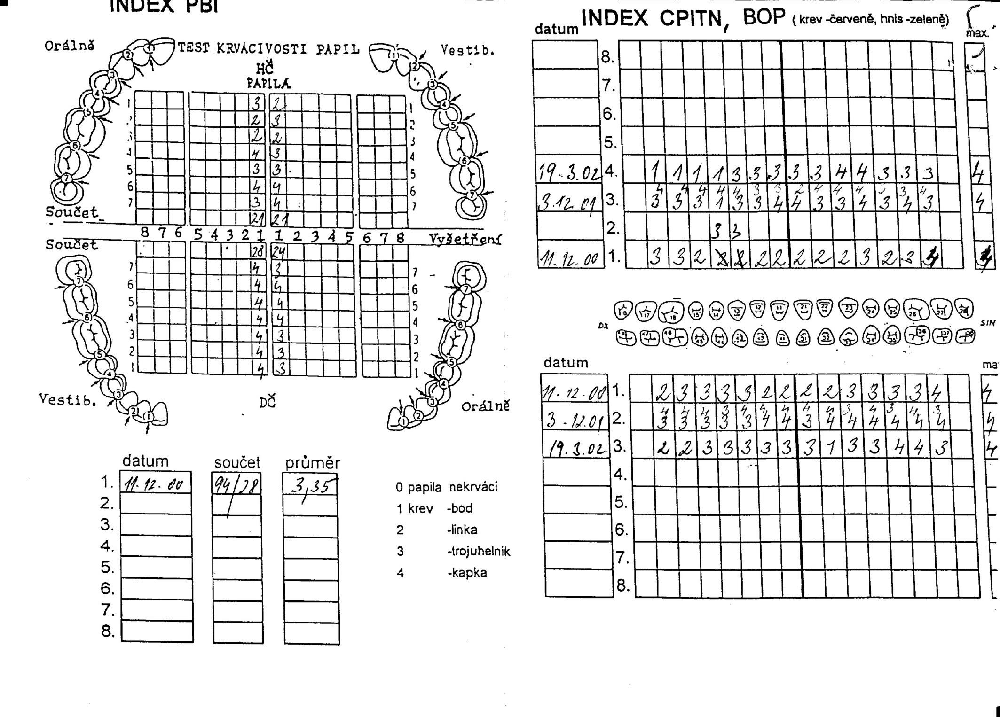 INDEX PBI
Orálně
TEST KRVÁCIVOSTI PAPIL
Vestib.
HČ
PAPILA
1 3 2 1
2 2 3 2
3 2 2 3
4 4 3 4
5 3 3 5
6 4 4 6
7 3 4 7
Součet
21 21
8 7 6 5 4 3 2 1 1 2 3 4 5 6 7 8
Součet
Vyšetření
28 24
7 4 3 7
6 4 4 6
5 4 4 5
4 4 4 4
3 4 3 3
2 4 3 2
1 4 3 1
Vestib.
DČ
Orálně
datum součet průměr
1. 11.12.00 94/28 3,35
2.
3.
4.
5.
6.
7.
8.
0 papila nekrvácí
1 krev -bod
2 -linka
3 -trojuhelník
4 -kapka
INDEX CPITN, BOP (krev -červeně, hnis -zeleně)
datum
max.
8.
7.
6.
5.
19.3.02 4. 1 1 1 1 3 3 3 3 3 4 4 3 3 3 4
4 4 4 4 4 3 3 2 4 4 4 3 3 4
3.12.01 3. 3 3 3 1 3 3 4 4 3 3 4 3 4 3 4
2. 3 3
11.12.00 1. 3 3 2 2 2 2 2 2 2 2 3 2 3 4 4
18 17 16 15 14 13 12 11 21 22 23 24 25 26 27 28
DX
SIN
48 47 46 45 44 43 42 41 31 32 33 34 35 36 37 38
datum
ma
11.12.00 1. 2 3 3 3 3 2 2 2 2 3 3 3 3 4 4
4 4 4 3 4 4 4 4 4 3 4 3 4 3
3.12.01 2. 3 3 3 3 3 4 4 3 4 4 4 4 4 4 4
19.3.02 3. 2 2 3 3 3 3 3 3 1 3 3 4 4 3 4
4.
5.
6.
7.
8.